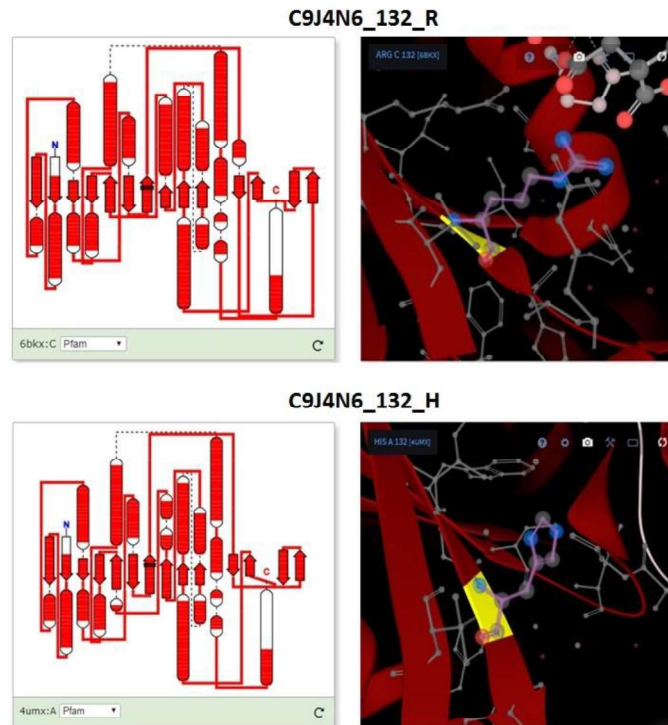 C9J4N6_132_R
N
C
6bkx:C Pfam
ARG C 132 [6BKX]
C9J4N6_132_H
N
C
4umx:A Pfam
HIS A 132 [4UMX]